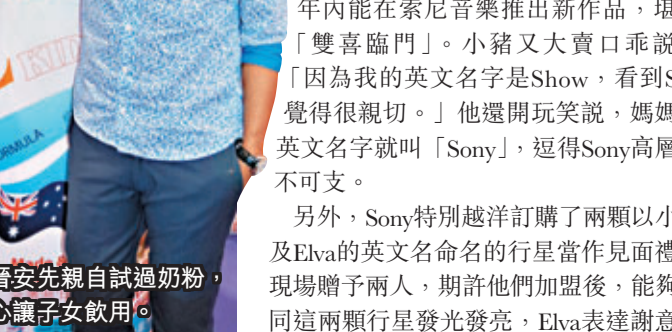 ORMULA
晉安先親自試過奶粉，
心讓子女飲用。
年內能在索尼音樂推出新作品，堪
「雙喜臨門」。小豬又大賣口乖説
「因為我的英文名字是Show，看到S
覺得很親切。」他還開玩笑説，媽媽
英文名字就叫「Sony」，逗得Sony高層
不可支。
另外，Sony特別越洋訂購了兩顆以小
及Elva的英文名命名的行星當作見面禮
現場贈予兩人，期許他們加盟後，能夠
同這兩顆行星發光發亮，Elva表達謝意